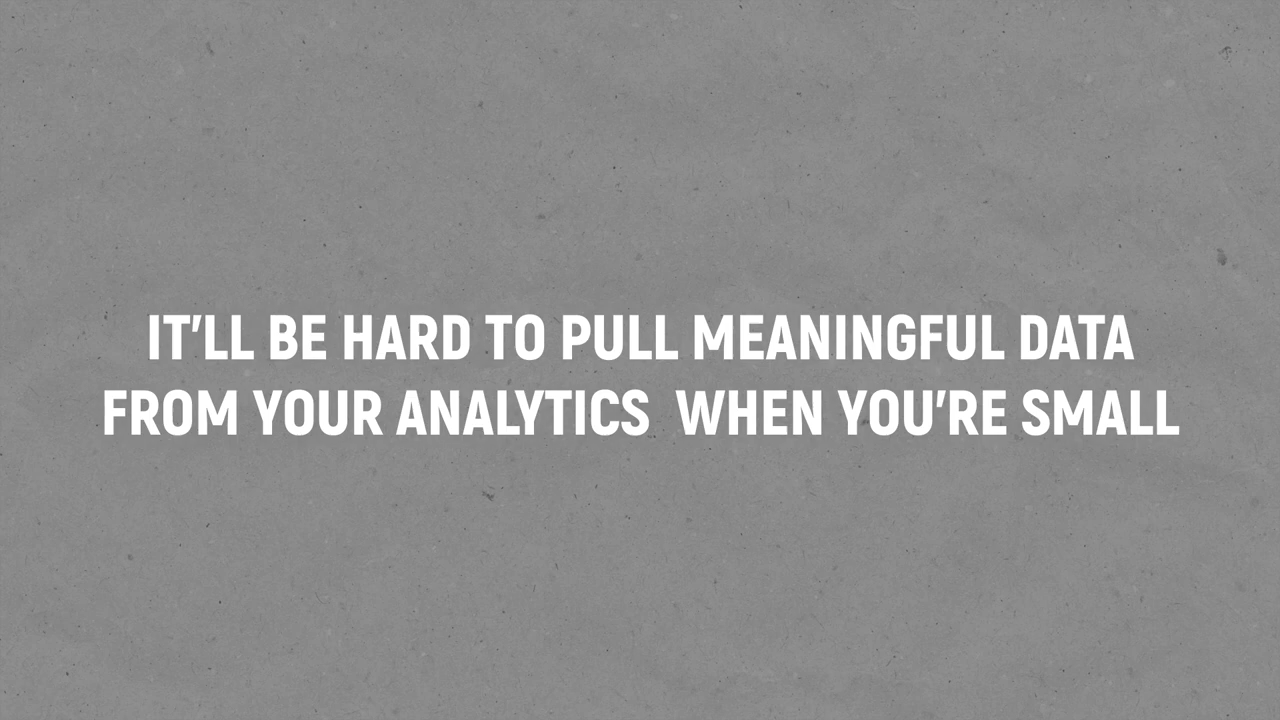 IT'LL BE HARD TO PULL MEANINGFUL DATA
FROM YOUR ANALYTICS  WHEN YOU'RE SMALL